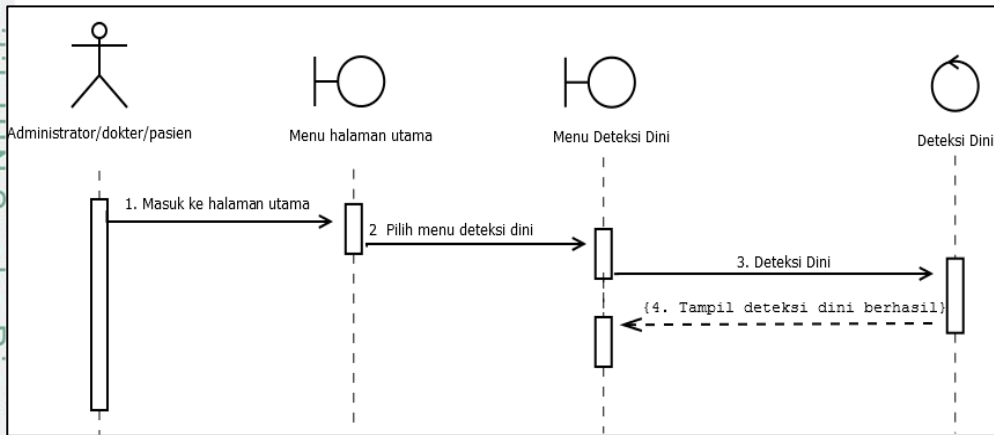 Administrator/dokter/pasien
Menu halaman utama
Menu Deteksi Dini
Deteksi Dini
1. Masuk ke halaman utama
2 Pilih menu deteksi dini
3. Deteksi Dini
{4. Tampil deteksi dini berhasil}